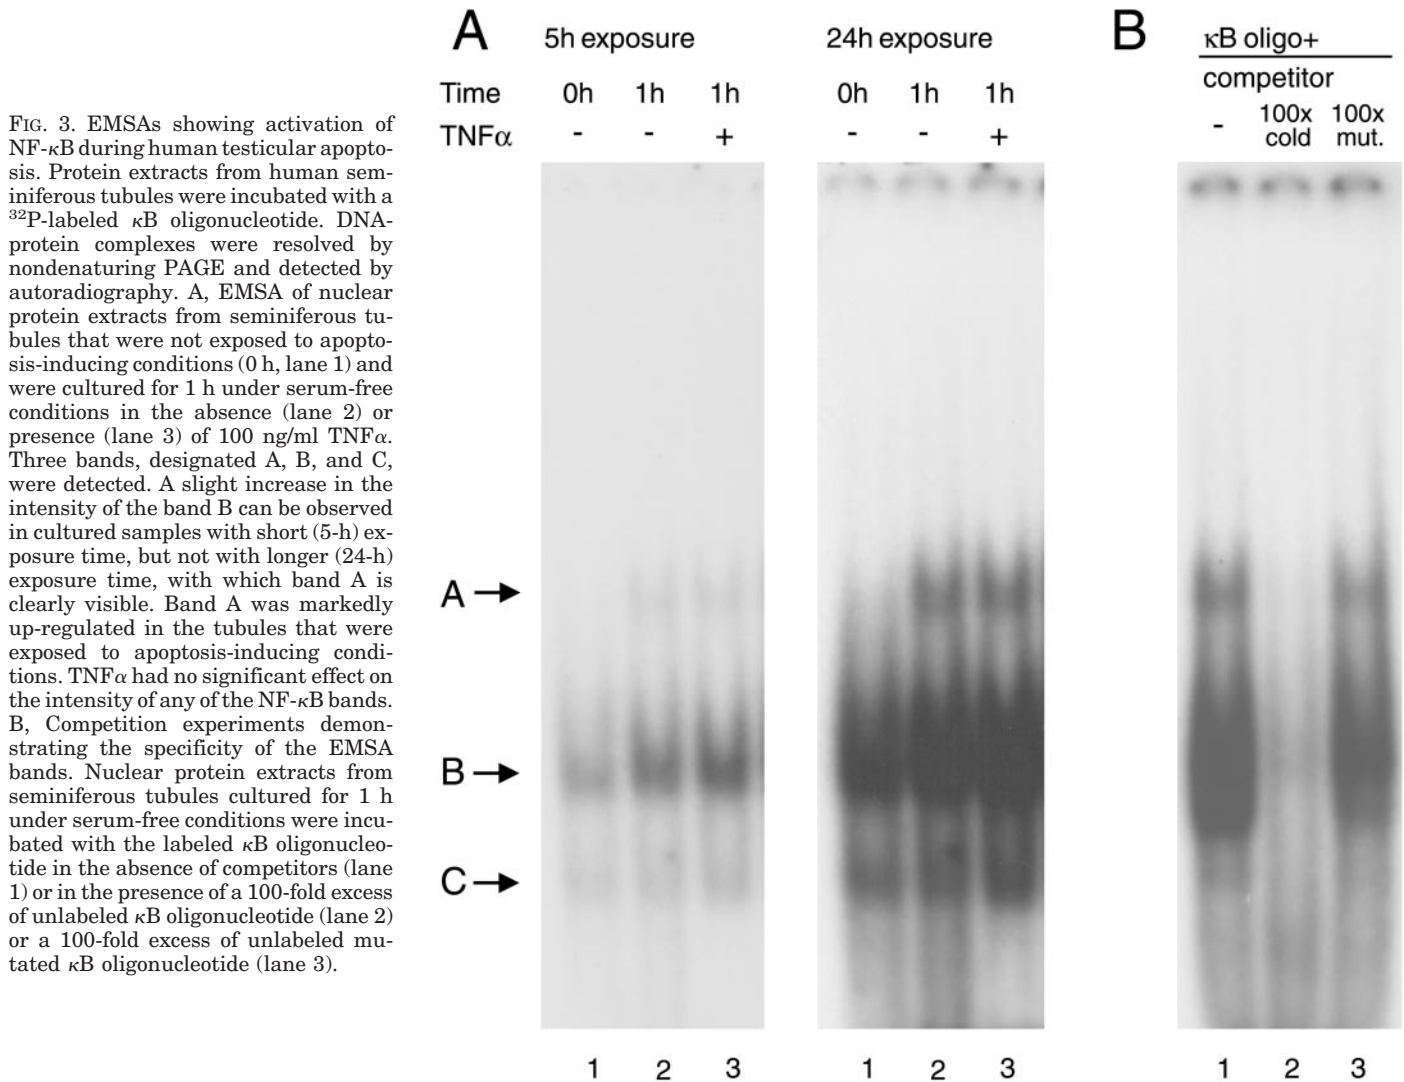 FIG. 3. EMSAs showing activation of
NF-κB during human testicular apopto-
sis. Protein extracts from human sem-
iniferous tubules were incubated with a
³²P-labeled κB oligonucleotide. DNA-
protein complexes were resolved by
nondenaturing PAGE and detected by
autoradiography. A, EMSA of nuclear
protein extracts from seminiferous tu-
bules that were not exposed to apopto-
sis-inducing conditions (0 h, lane 1) and
were cultured for 1 h under serum-free
conditions in the absence (lane 2) or
presence (lane 3) of 100 ng/ml TNFα.
Three bands, designated A, B, and C,
were detected. A slight increase in the
intensity of the band B can be observed
in cultured samples with short (5-h) ex-
posure time, but not with longer (24-h)
exposure time, with which band A is
clearly visible. Band A was markedly
up-regulated in the tubules that were
exposed to apoptosis-inducing condi-
tions. TNFα had no significant effect on
the intensity of any of the NF-κB bands.
B, Competition experiments demon-
strating the specificity of the EMSA
bands. Nuclear protein extracts from
seminiferous tubules cultured for 1 h
under serum-free conditions were incu-
bated with the labeled κB oligonucleo-
tide in the absence of competitors (lane
1) or in the presence of a 100-fold excess
of unlabeled κB oligonucleotide (lane 2)
or a 100-fold excess of unlabeled mu-
tated κB oligonucleotide (lane 3).
A
5h exposure 24h exposure
Time 0h 1h 1h 0h 1h 1h
TNFα - - + - - +
A
B
C
1 2 3 1 2 3
B
κB oligo+
competitor
- 100x 100x
cold mut.
1 2 3